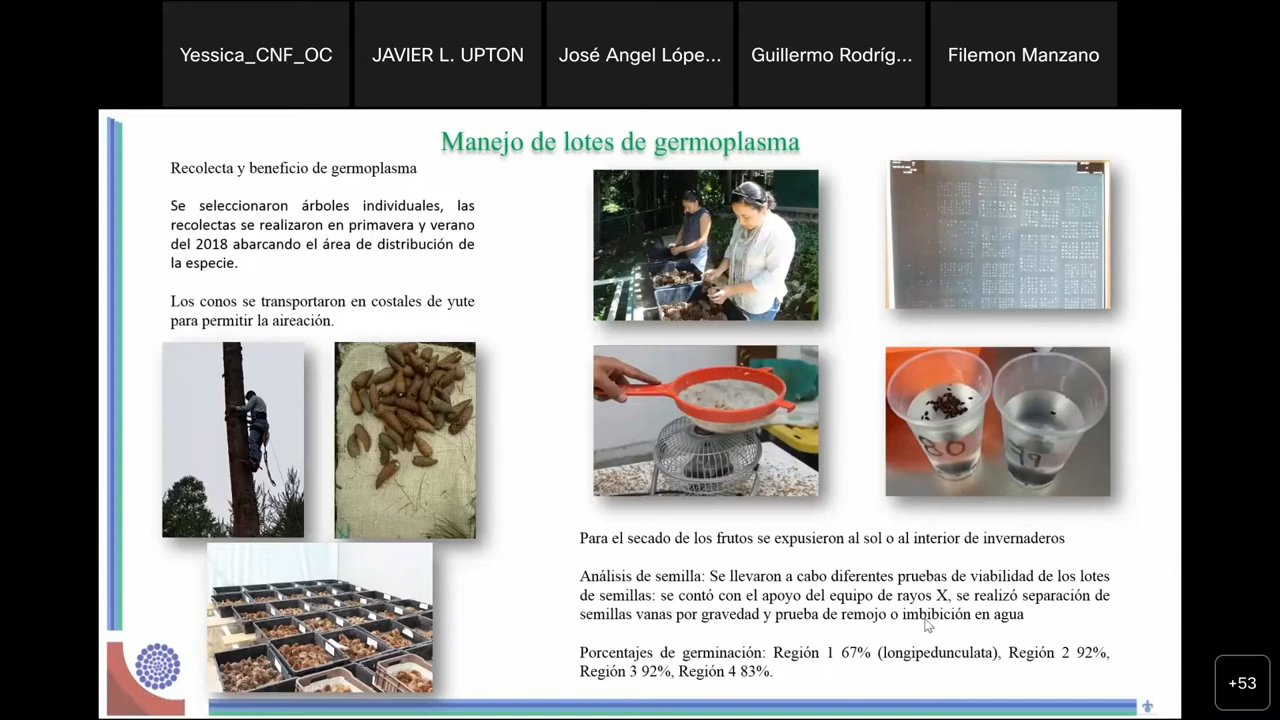 Yessica_CNF_OC
JAVIER L. UPTON
José Angel Lópe...
Guillermo Rodríg...
Filemon Manzano
Manejo de lotes de germoplasma
Recolecta y beneficio de germoplasma
Se seleccionaron árboles individuales, las
recolectas se realizaron en primavera y verano
del 2018 abarcando el área de distribución de
la especie.
Los conos se transportaron en costales de yute
para permitir la aireación.
80
79
Para el secado de los frutos se expusieron al sol o al interior de invernaderos
Análisis de semilla: Se llevaron a cabo diferentes pruebas de viabilidad de los lotes
de semillas: se contó con el apoyo del equipo de rayos X, se realizó separación de
semillas vanas por gravedad y prueba de remojo o imbibición en agua
Porcentajes de germinación: Región 1 67% (longipedunculata), Región 2 92%,
Región 3 92%, Región 4 83%.
+53